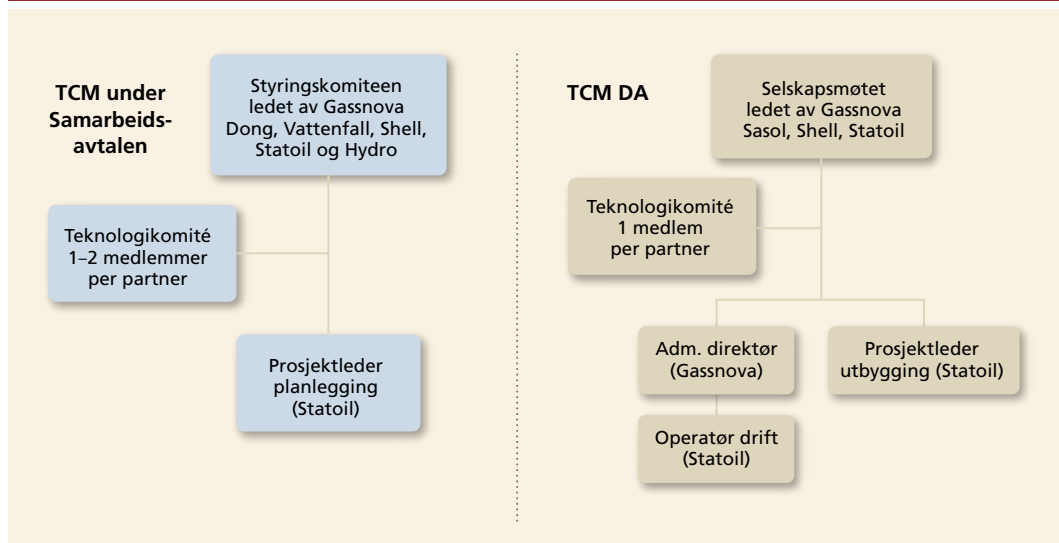 TCM under
Samarbeids-
avtalen
Styringskomiteen
ledet av Gassnova
Dong, Vattenfall, Shell,
Statoil og Hydro
Teknologikomité
1–2 medlemmer
per partner
Prosjektleder
planlegging
(Statoil)
TCM DA
Selskapsmøtet
ledet av Gassnova
Sasol, Shell, Statoil
Teknologikomité
1 medlem
per partner
Adm. direktør
(Gassnova)
Prosjektleder
utbygging (Statoil)
Operatør drift
(Statoil)